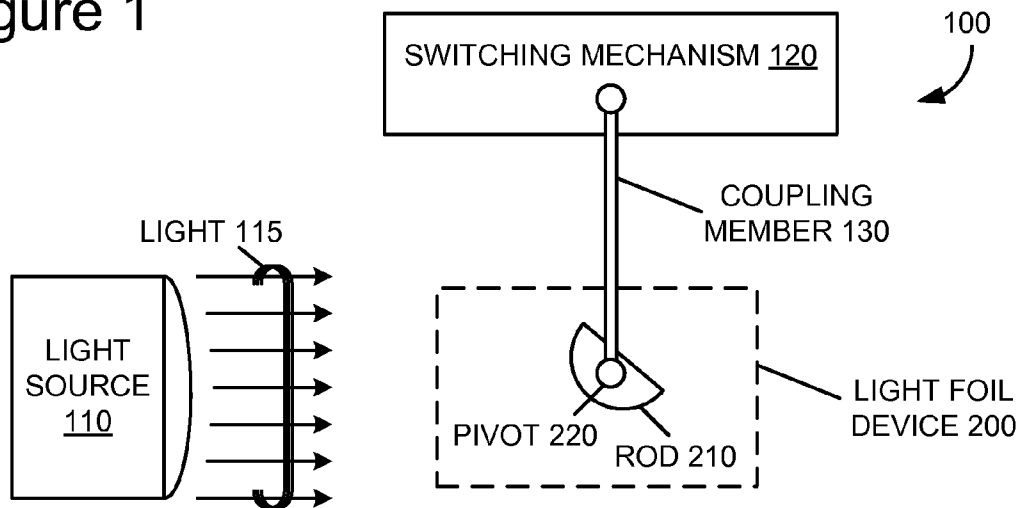 gure 1
100
SWITCHING MECHANISM 120
COUPLING
MEMBER 130
LIGHT 115
LIGHT
SOURCE
110
LIGHT FOIL
DEVICE 200
PIVOT 220
ROD 210